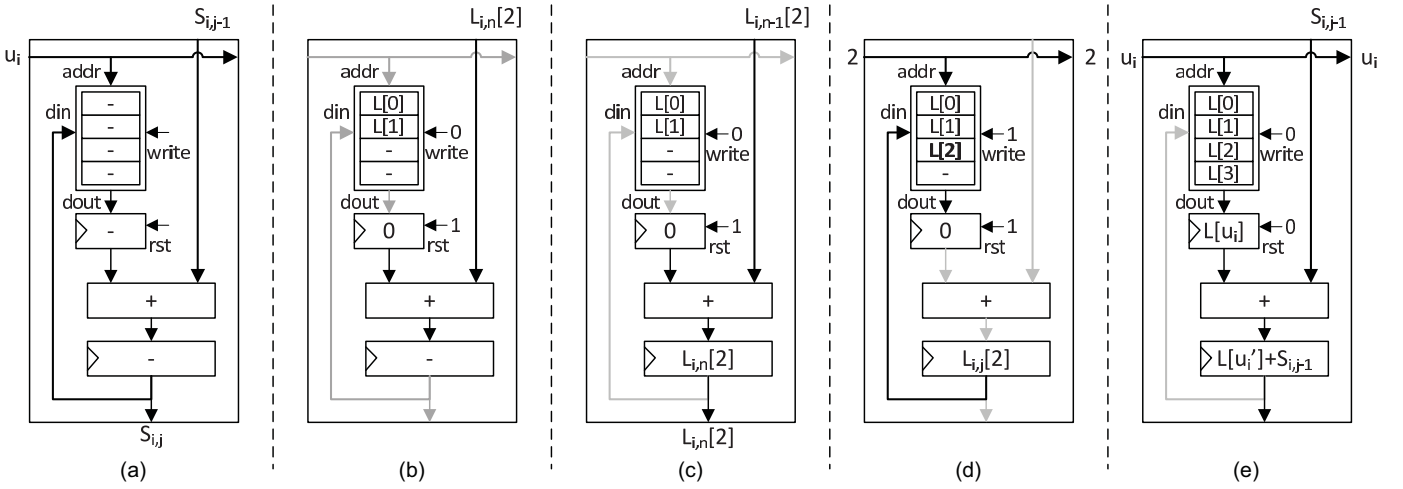 S_{i,j-1}
u_i
addr
din
-
-
-
-
write
dout
-
rst
+
-
S_{i,j}
(a)
L_{i,n}[2]
addr
din
L[0]
L[1]
-
-
0
write
dout
0
1
rst
+
-
(b)
L_{i,n-1}[2]
addr
din
L[0]
L[1]
-
-
0
write
dout
0
1
rst
+
L_{i,n}[2]
L_{i,n}[2]
(c)
2
2
addr
din
L[0]
L[1]
L[2]
-
1
write
dout
0
1
rst
+
L_{i,j}[2]
(d)
S_{i,j-1}
u_i
u_i
addr
din
L[0]
L[1]
L[2]
L[3]
0
write
dout
L[u_i]
0
rst
+
L[u_i']+S_{i,j-1}
(e)